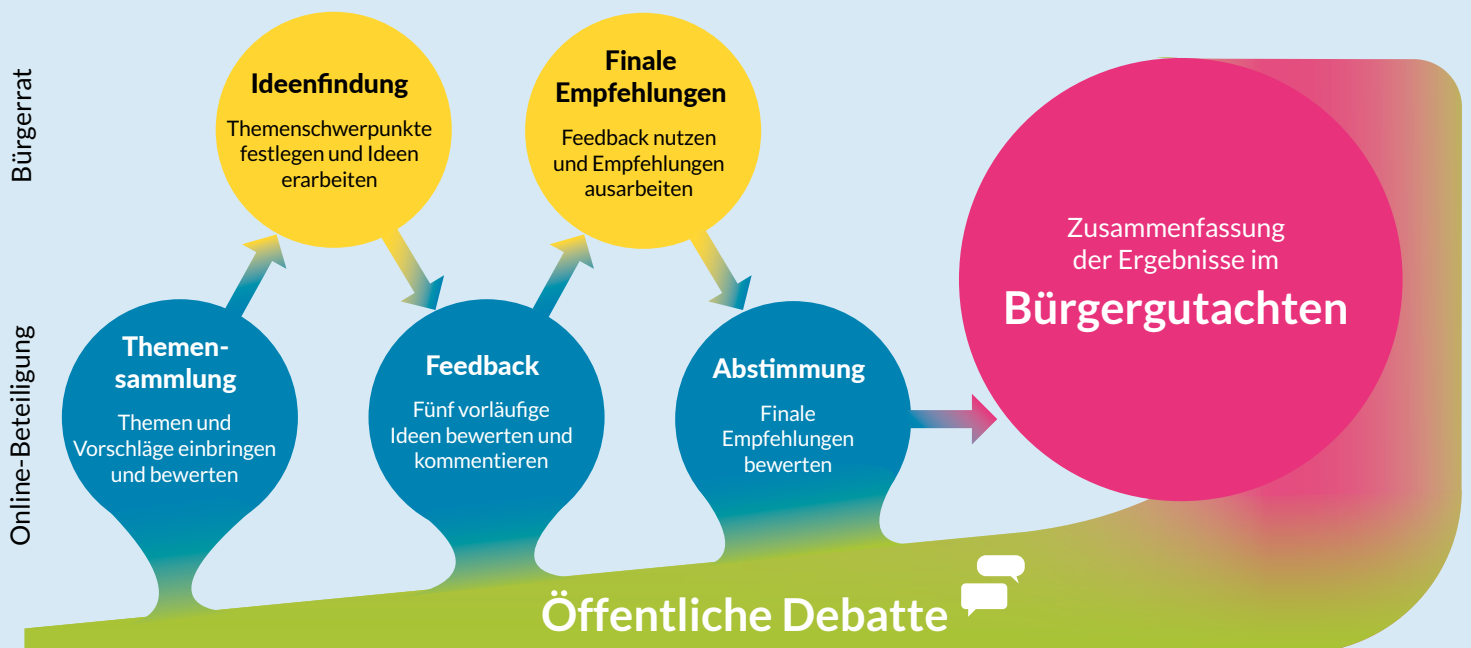 Bürgerrat
Ideenfindung
Themenschwerpunkte
festlegen und Ideen
erarbeiten
Finale
Empfehlungen
Feedback nutzen
und Empfehlungen
ausarbeiten
Online-Beteiligung
Themen-
sammlung
Themen und
Vorschläge einbringen
und bewerten
Feedback
Fünf vorläufige
Ideen bewerten und
kommentieren
Abstimmung
Finale
Empfehlungen
bewerten
Zusammenfassung
der Ergebnisse im
Bürgergutachten
Öffentliche Debatte